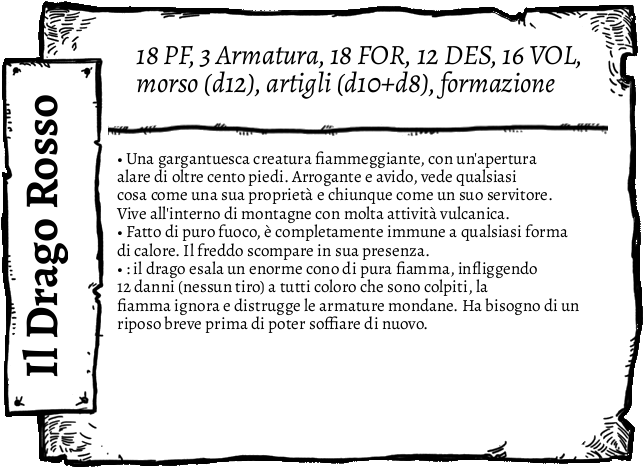 Il Drago Rosso
18 PF, 3 Armatura, 18 FOR, 12 DES, 16 VOL,
morso (d12), artigli (d10+d8), formazione
• Una gargantuesca creatura fiammeggiante, con un'apertura
alare di oltre cento piedi. Arrogante e avido, vede qualsiasi
cosa come una sua proprietà e chiunque come un suo servitore.
Vive all'interno di montagne con molta attività vulcanica.
• Fatto di puro fuoco, è completamente immune a qualsiasi forma
di calore. Il freddo scompare in sua presenza.
• : il drago esala un enorme cono di pura fiamma, infliggendo
12 danni (nessun tiro) a tutti coloro che sono colpiti, la
fiamma ignora e distrugge le armature mondane. Ha bisogno di un
riposo breve prima di poter soffiare di nuovo.